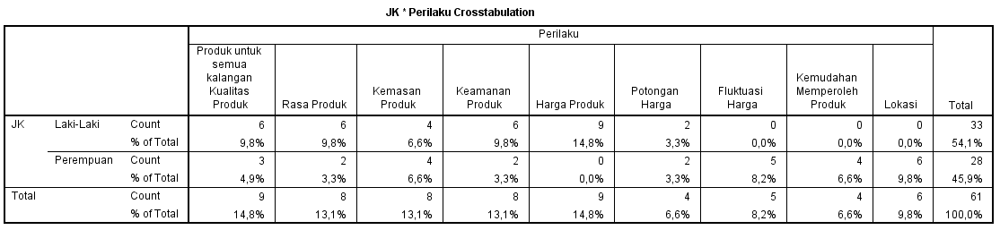 JK * Perilaku Crosstabulation
Perilaku
Produk untuk semua kalangan Kualitas Produk Rasa Produk Kemasan Produk Keamanan Produk Harga Produk Potongan Harga Fluktuasi Harga Kemudahan Memperoleh Produk Lokasi Total
JK Laki-Laki Count 6 6 4 6 9 2 0 0 0 33
% of Total 9,8% 9,8% 6,6% 9,8% 14,8% 3,3% 0,0% 0,0% 0,0% 54,1%
Perempuan Count 3 2 4 2 0 2 5 4 6 28
% of Total 4,9% 3,3% 6,6% 3,3% 0,0% 3,3% 8,2% 6,6% 9,8% 45,9%
Total Count 9 8 8 8 9 4 5 4 6 61
% of Total 14,8% 13,1% 13,1% 13,1% 14,8% 6,6% 8,2% 6,6% 9,8% 100,0%